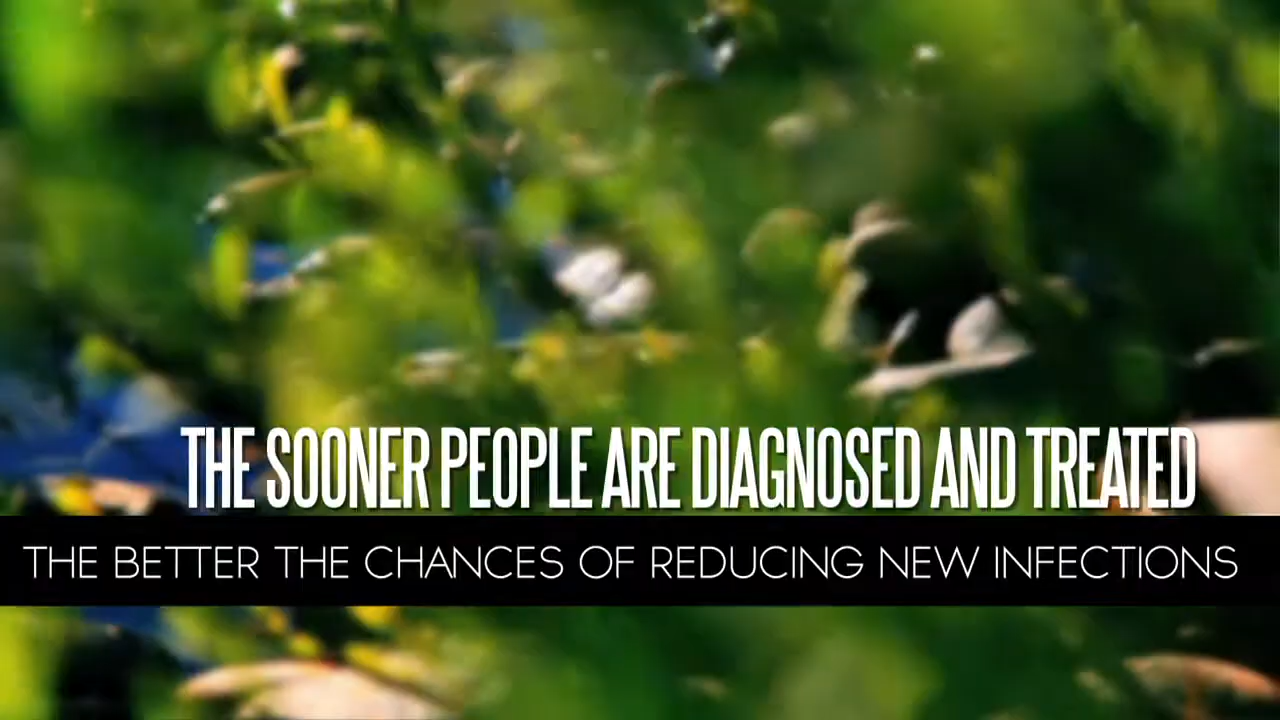 THE SOONER PEOPLE ARE DIAGNOSED AND TREATED
THE BETTER THE CHANCES OF REDUCING NEW INFECTIONS